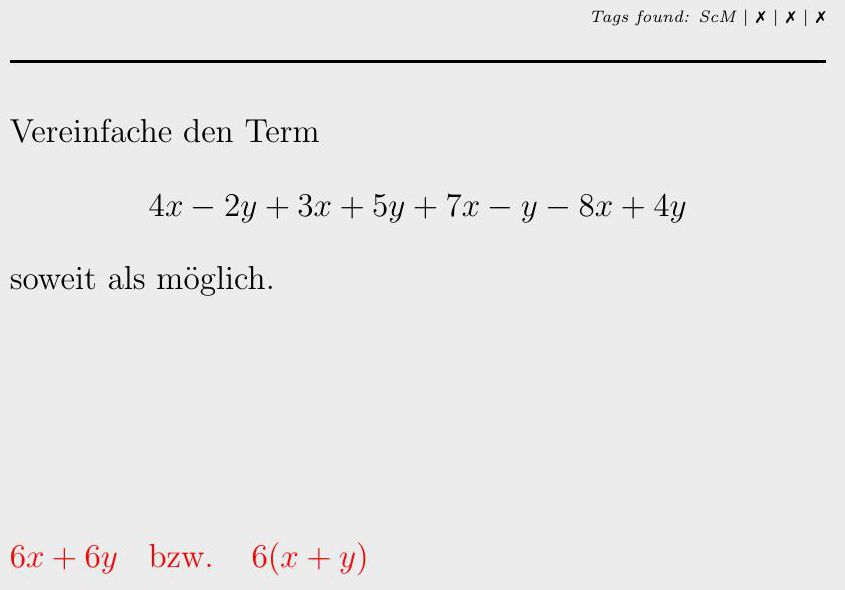 Tags found: ScM | ✗ | ✗ | ✗
Vereinfache den Term
4x − 2y + 3x + 5y + 7x − y − 8x + 4y
soweit als möglich.
6x + 6y bzw. 6(x + y)